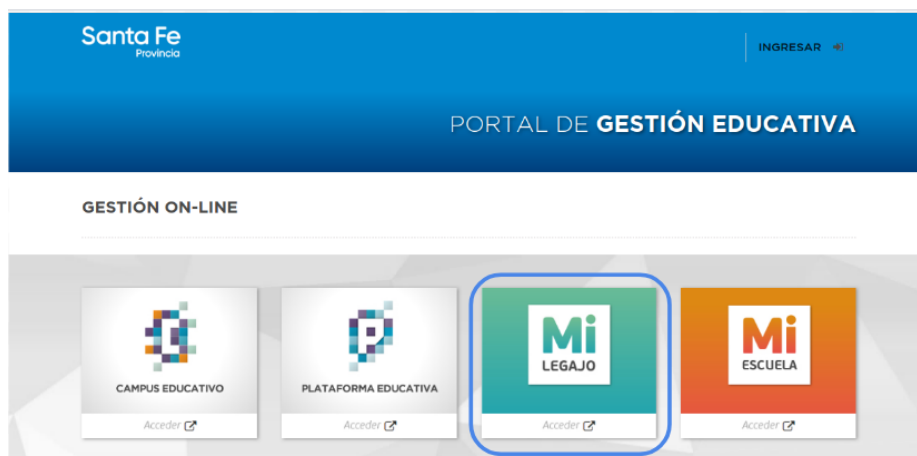 Santa Fe
Provincia
INGRESAR
PORTAL DE GESTIÓN EDUCATIVA
GESTIÓN ON-LINE
CAMPUS EDUCATIVO
Acceder
PLATAFORMA EDUCATIVA
Acceder
Mi
LEGAJO
Acceder
Mi
ESCUELA
Acceder